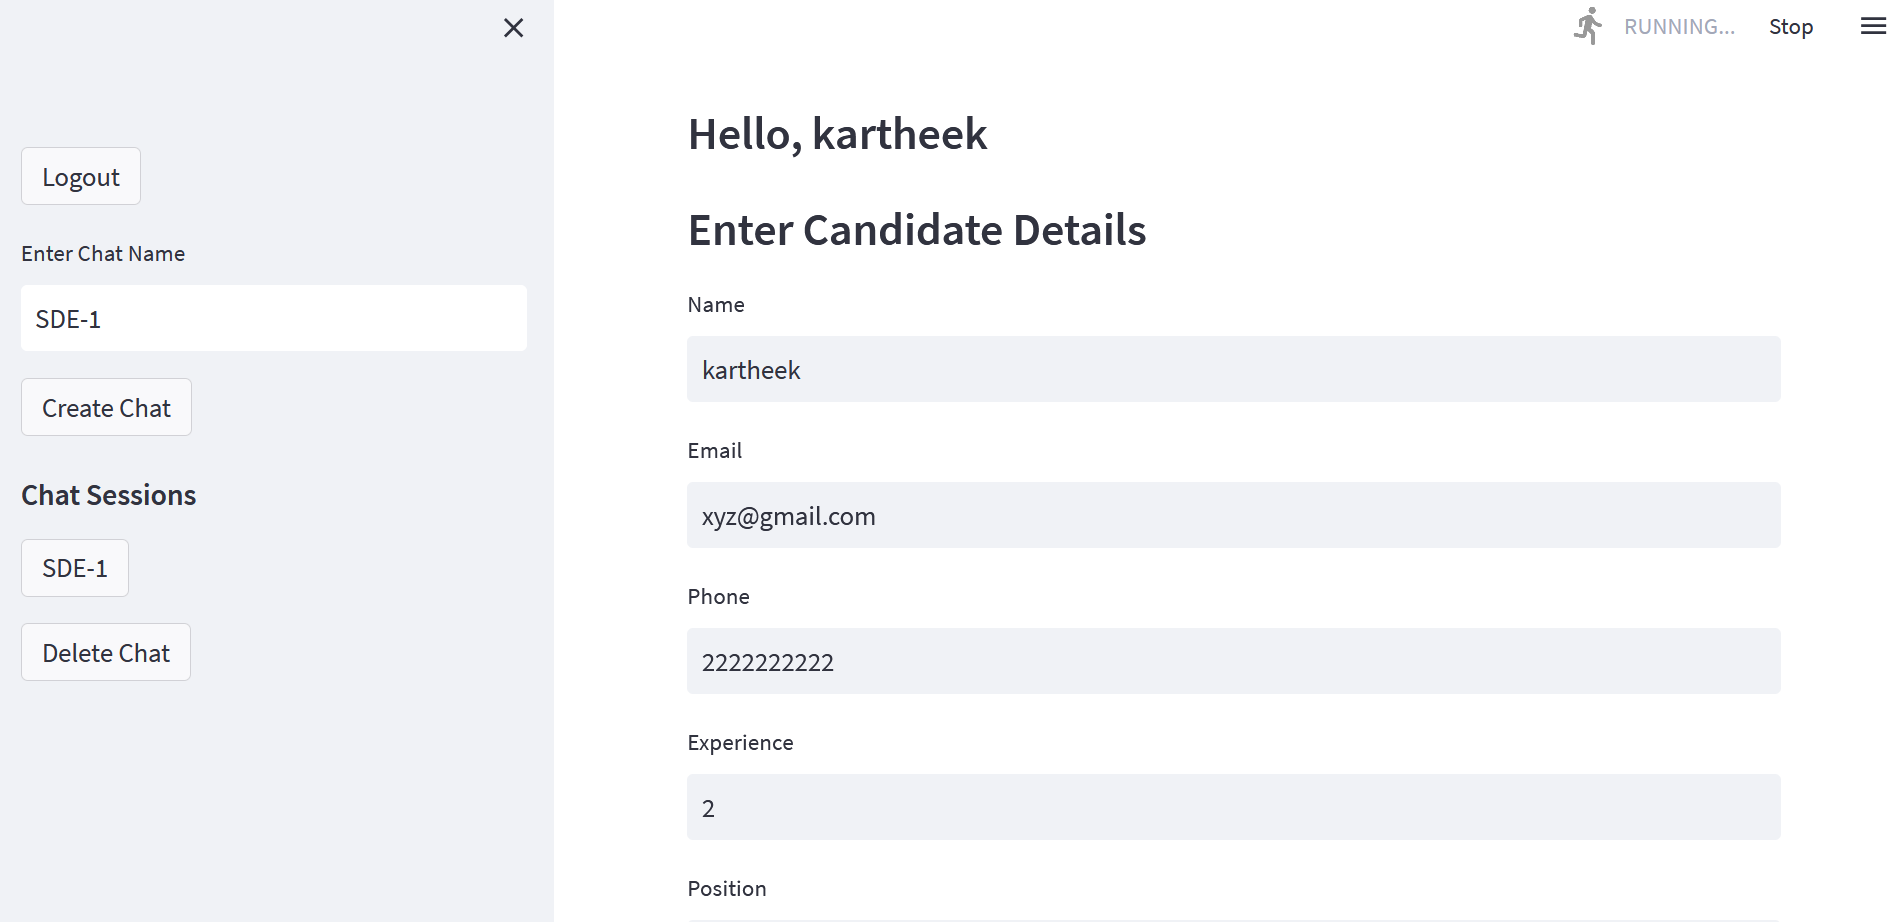 RUNNING...
Stop
Logout
Enter Chat Name
SDE-1
Create Chat
Chat Sessions
SDE-1
Delete Chat
Hello, kartheek
Enter Candidate Details
Name
kartheek
Email
xyz@gmail.com
Phone
2222222222
Experience
2
Position